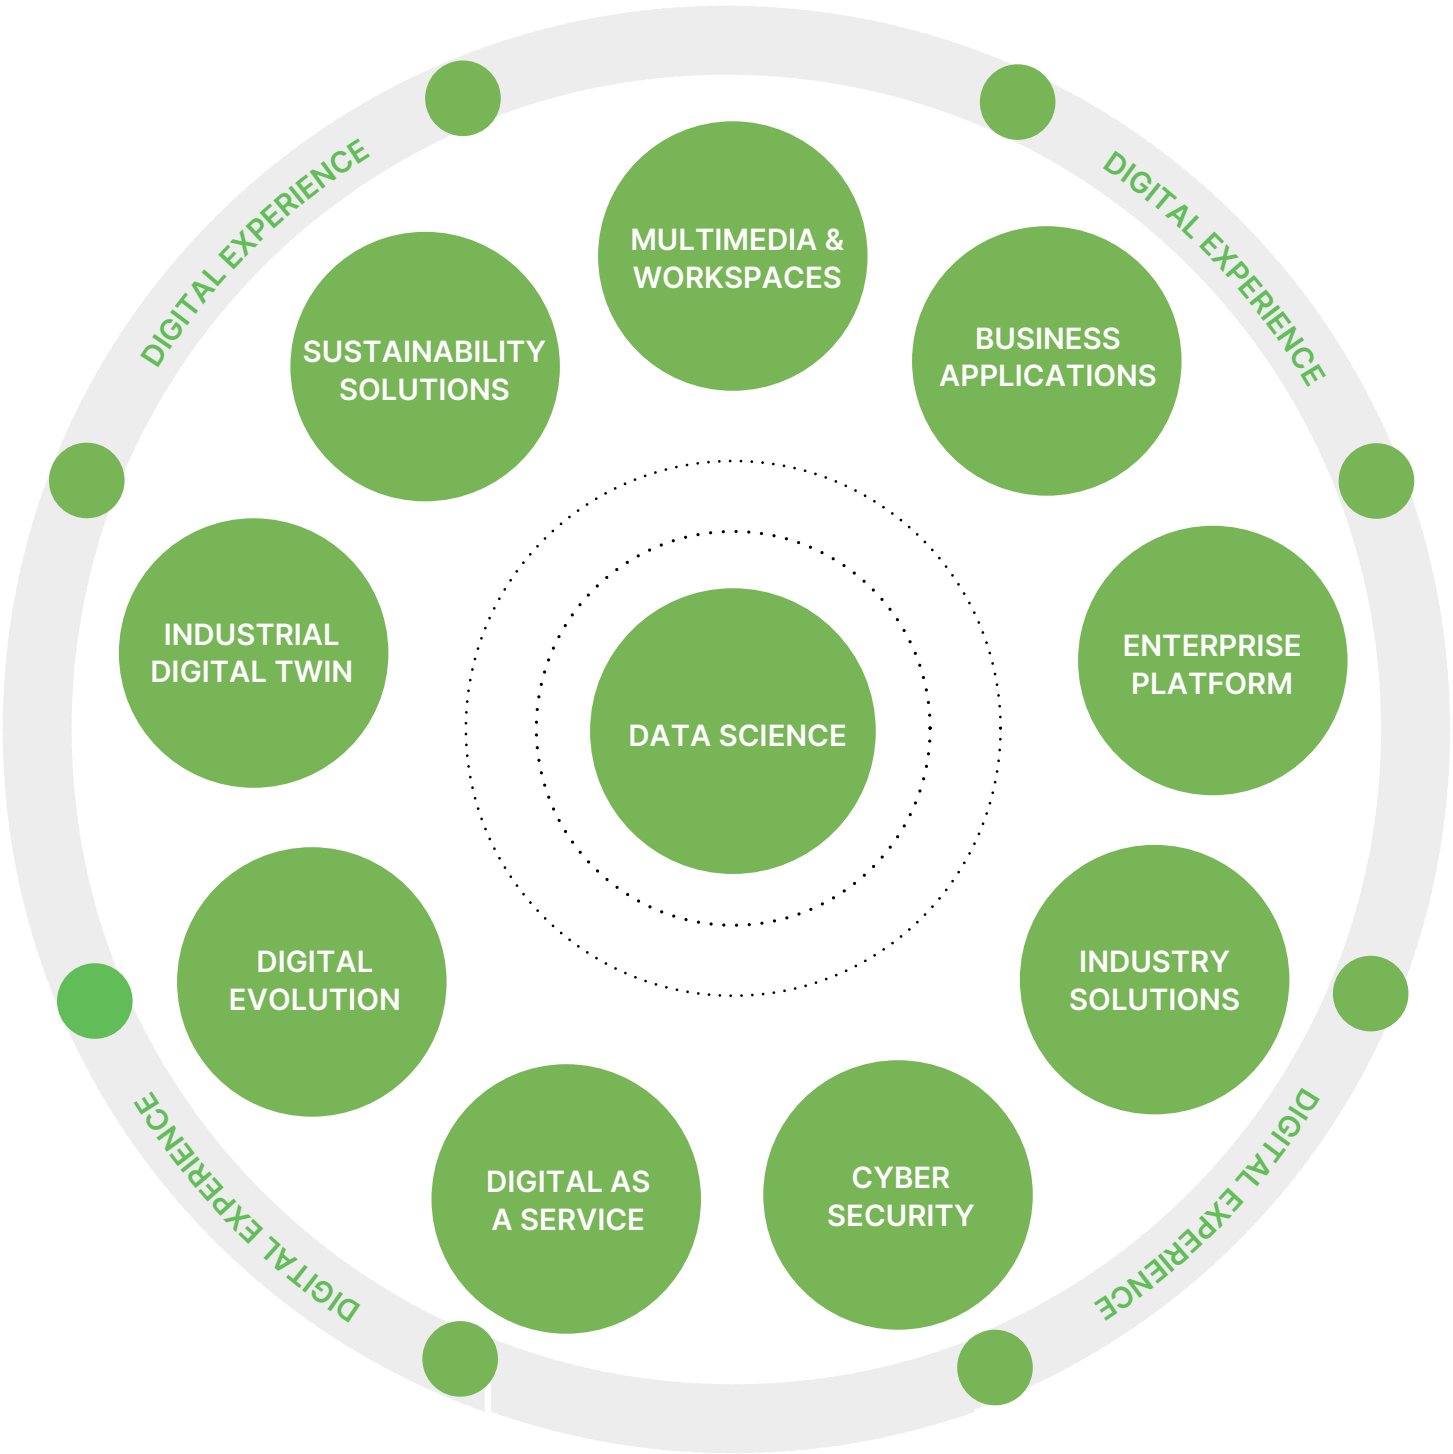 DIGITAL EXPERIENCE
DIGITAL EXPERIENCE
MULTIMEDIA &
WORKSPACES
BUSINESS
APPLICATIONS
SUSTAINABILITY
SOLUTIONS
ENTERPRISE
PLATFORM
INDUSTRIAL
DIGITAL TWIN
DATA SCIENCE
INDUSTRY
SOLUTIONS
DIGITAL
EVOLUTION
CYBER
SECURITY
DIGITAL AS
A SERVICE
DIGITAL EXPERIENCE
DIGITAL EXPERIENCE